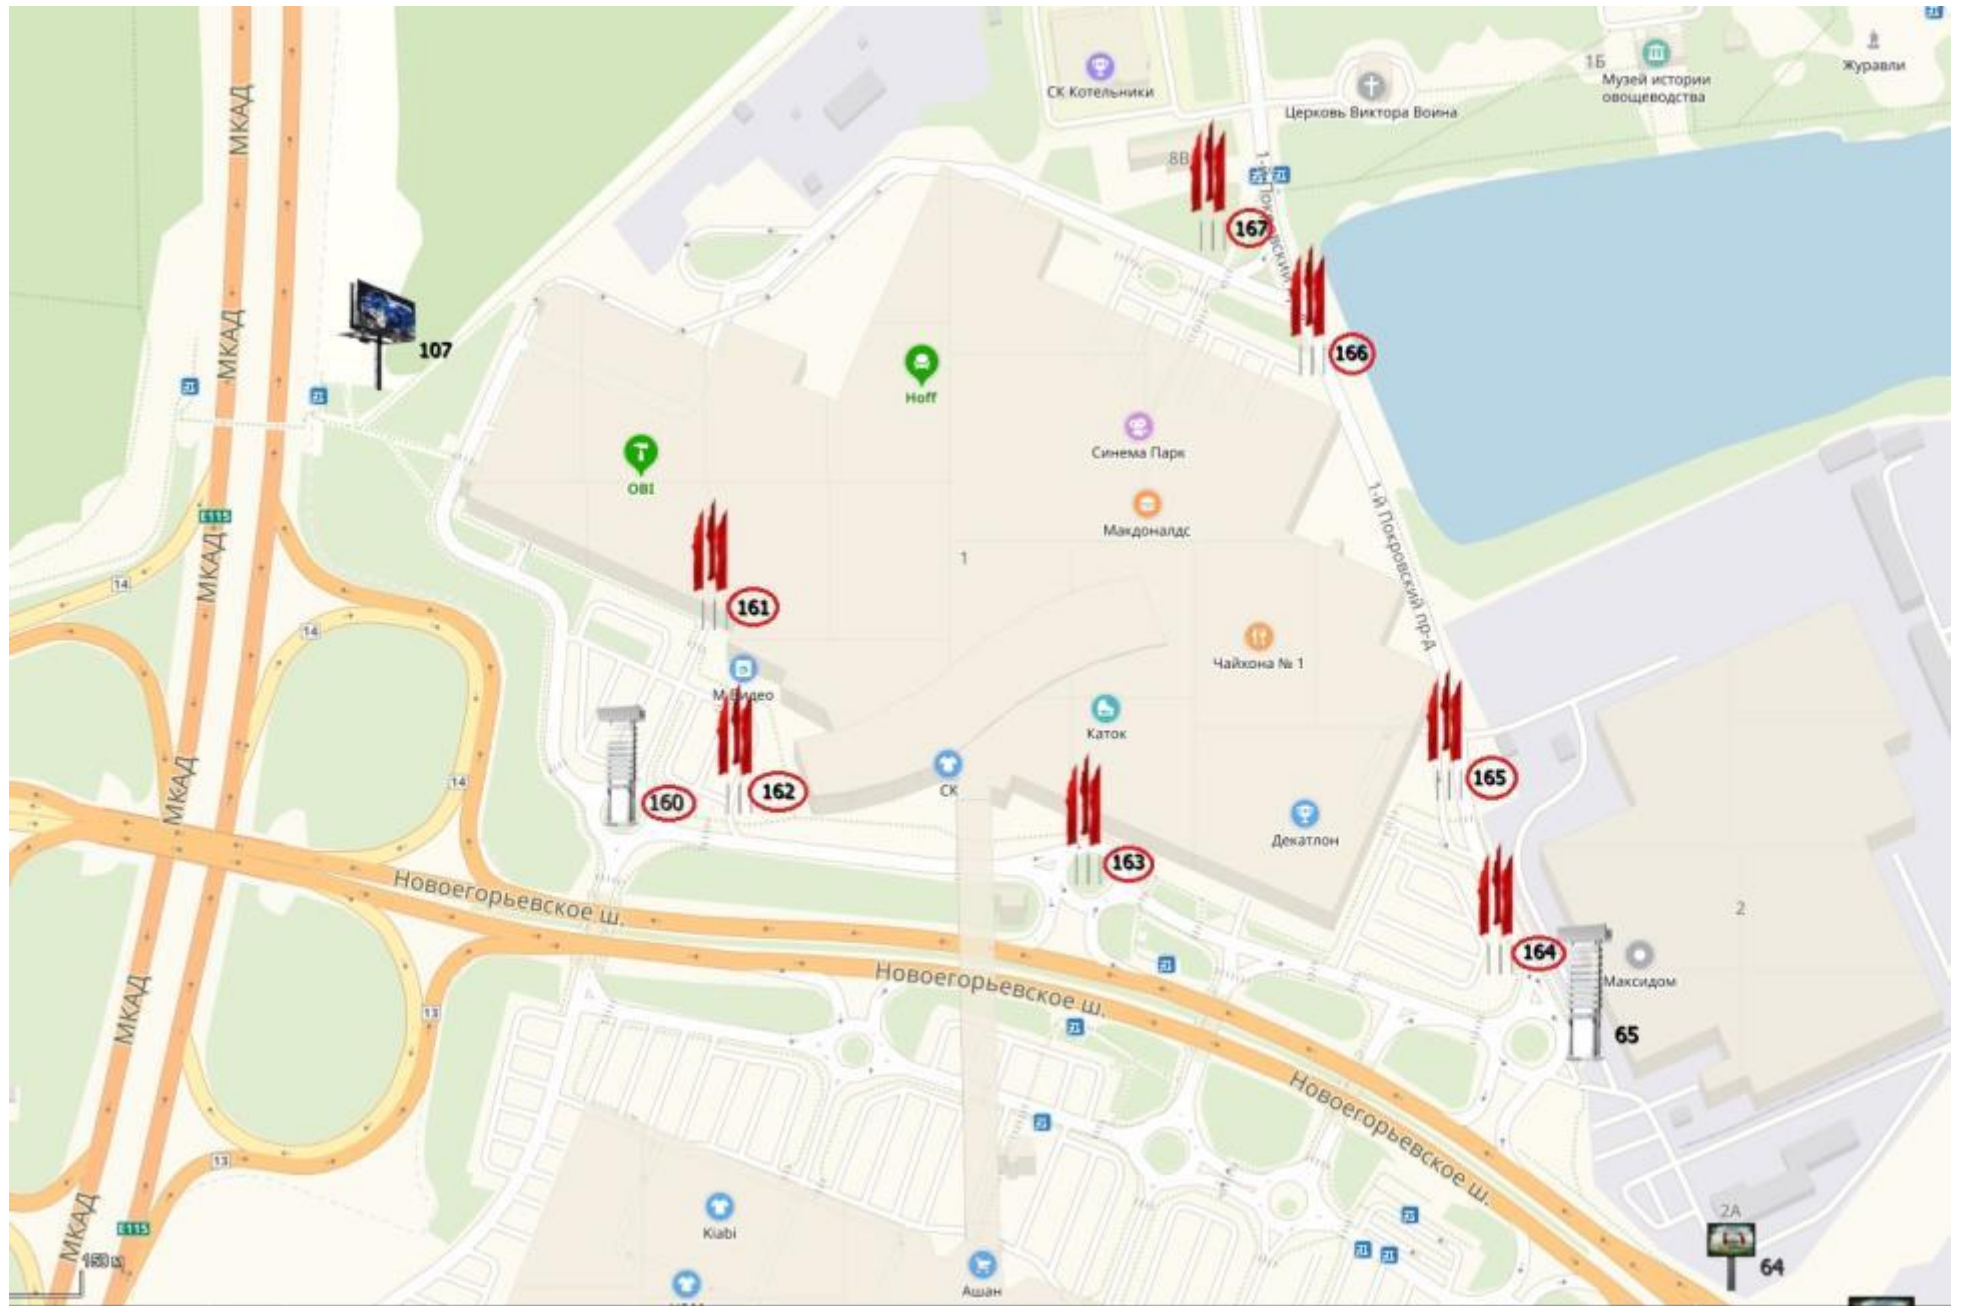 СК Котельники
Церковь Виктора Воина
1Б
Музей истории
овощеводства
Журавли
8В
167
МКАД
МКАД
107
166
Hoff
Синема Парк
OBI
Макдоналдс
1-й Покровский пр-д
E115
МКАД
14
1
161
14
Чайхона № 1
М.Видео
Каток
165
СК
160
162
14
МКАД
Декатлон
163
Новоегорьевское ш.
2
164
Максидом
Новоегорьевское ш.
13
МКАД
65
Новоегорьевское ш.
13
E115
МКАД
150 м
Kiabi
Ашан
2А
64